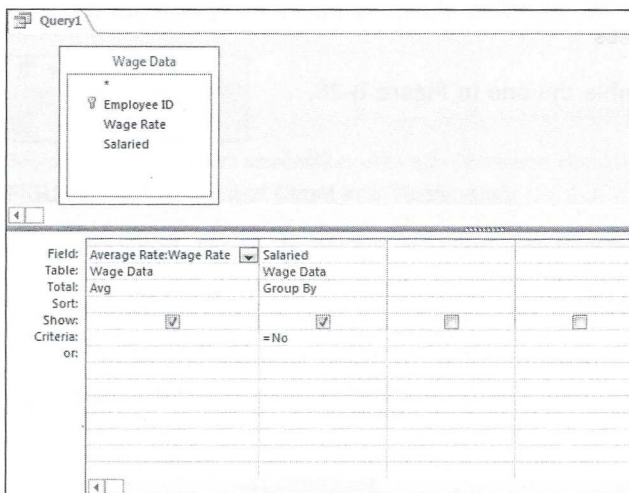 Query1
Wage Data
*
Employee ID
Wage Rate
Salaried
Field: Average Rate:Wage Rate Salaried
Table: Wage Data Wage Data
Total: Avg Group By
Sort:
Show:
Criteria: =No
or: